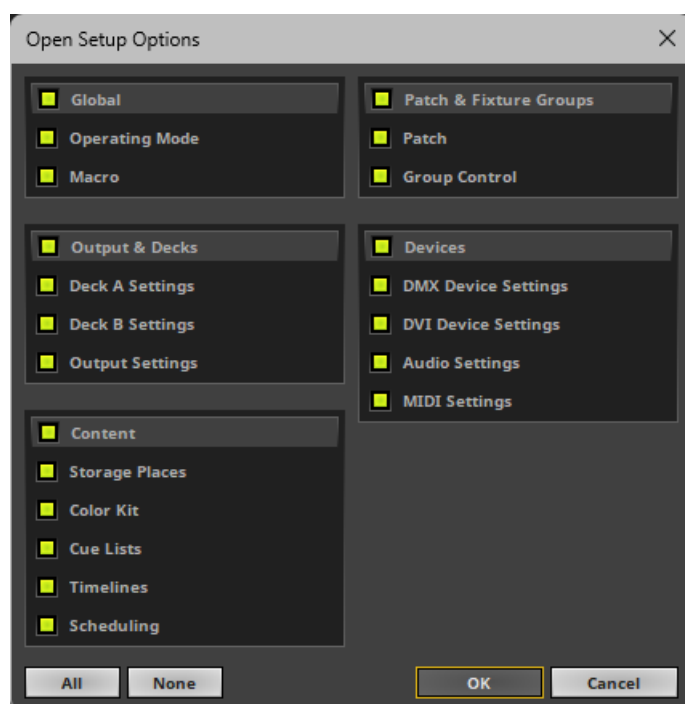 Open Setup Options
Global
Operating Mode
Macro
Output & Decks
Deck A Settings
Deck B Settings
Output Settings
Content
Storage Places
Color Kit
Cue Lists
Timelines
Scheduling
Patch & Fixture Groups
Patch
Group Control
Devices
DMX Device Settings
DVI Device Settings
Audio Settings
MIDI Settings
All
None
OK
Cancel